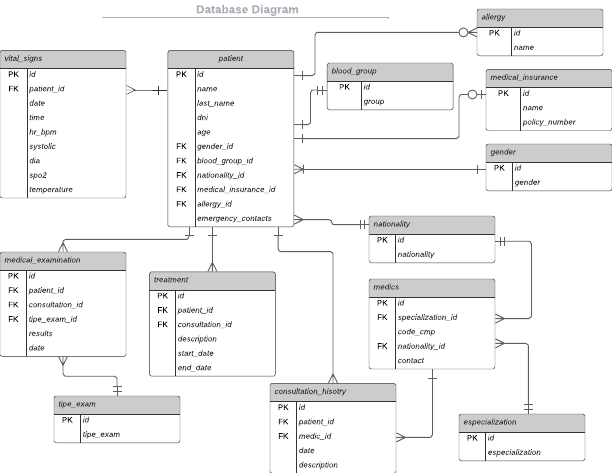 Database Diagram
allergy
PK id
name
vital_signs
PK id
FK patient_id
date
time
hr_bpm
systolic
dia
spo2
temperature
patient
PK id
name
last_name
dni
age
FK gender_id
FK blood_group_id
FK nationality_id
FK medical_insurance_id
FK allergy_id
emergency_contacts
blood_group
PK id
group
medical_insurance
PK id
name
policy_number
gender
PK id
gender
nationality
PK id
nationality
medical_examination
PK id
FK patient_id
FK consultation_id
FK tipe_exam_id
results
date
treatment
PK id
FK patient_id
FK consultation_id
description
start_date
end_date
medics
PK id
FK specialization_id
code_cmp
FK nationality_id
contact
tipe_exam
PK id
tipe_exam
consultation_hisotry
PK id
FK patient_id
FK medic_id
date
description
especialization
PK id
especialization